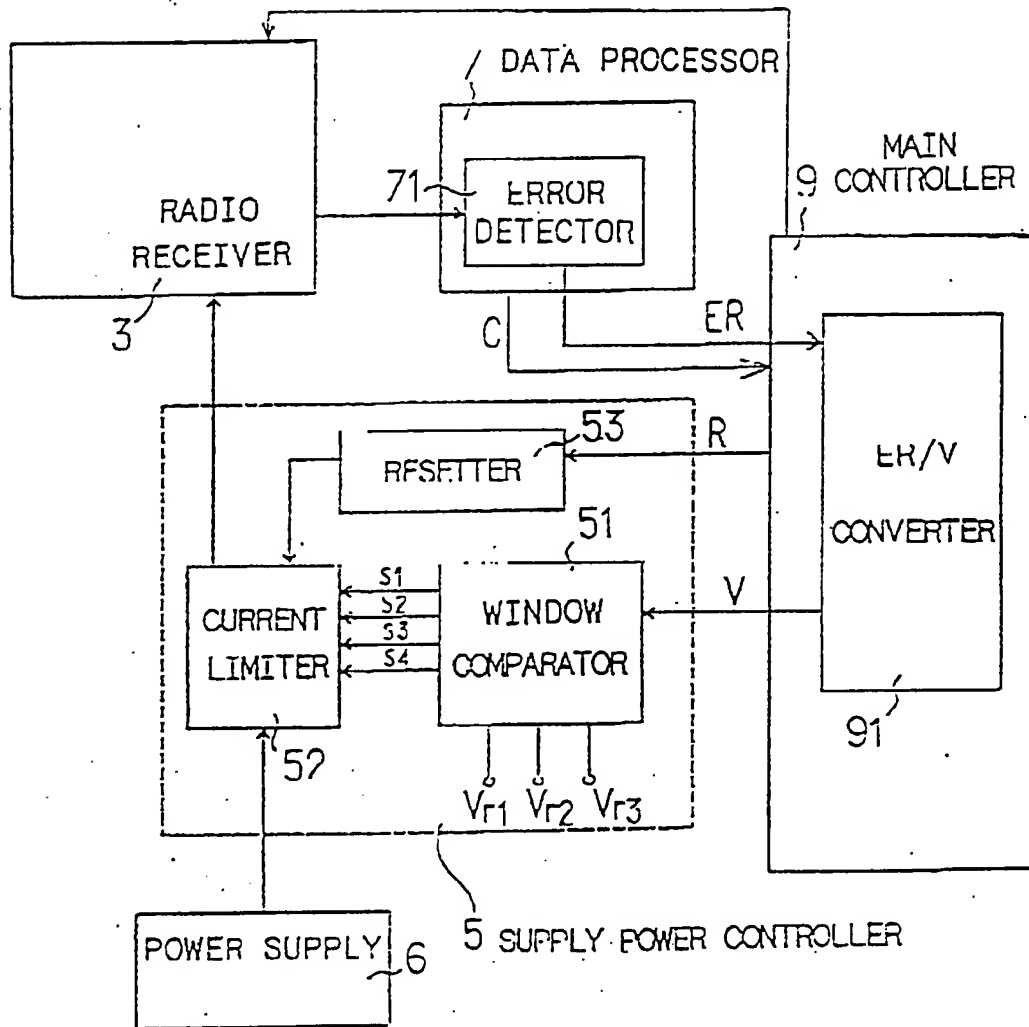 DATA PROCESSOR
MAIN
9 CONTROLLER
71
ERROR
DETECTOR
RADIO
RECEIVER
3
C
ER
53
R
RESETTER
ER/V
CONVERTER
51
S1
S2
S3
S4
CURRENT
LIMITER
WINDOW
COMPARATOR
V
52
91
Vr1 Vr2 Vr3
5 SUPPLY POWER CONTROLLER
POWER SUPPLY
6